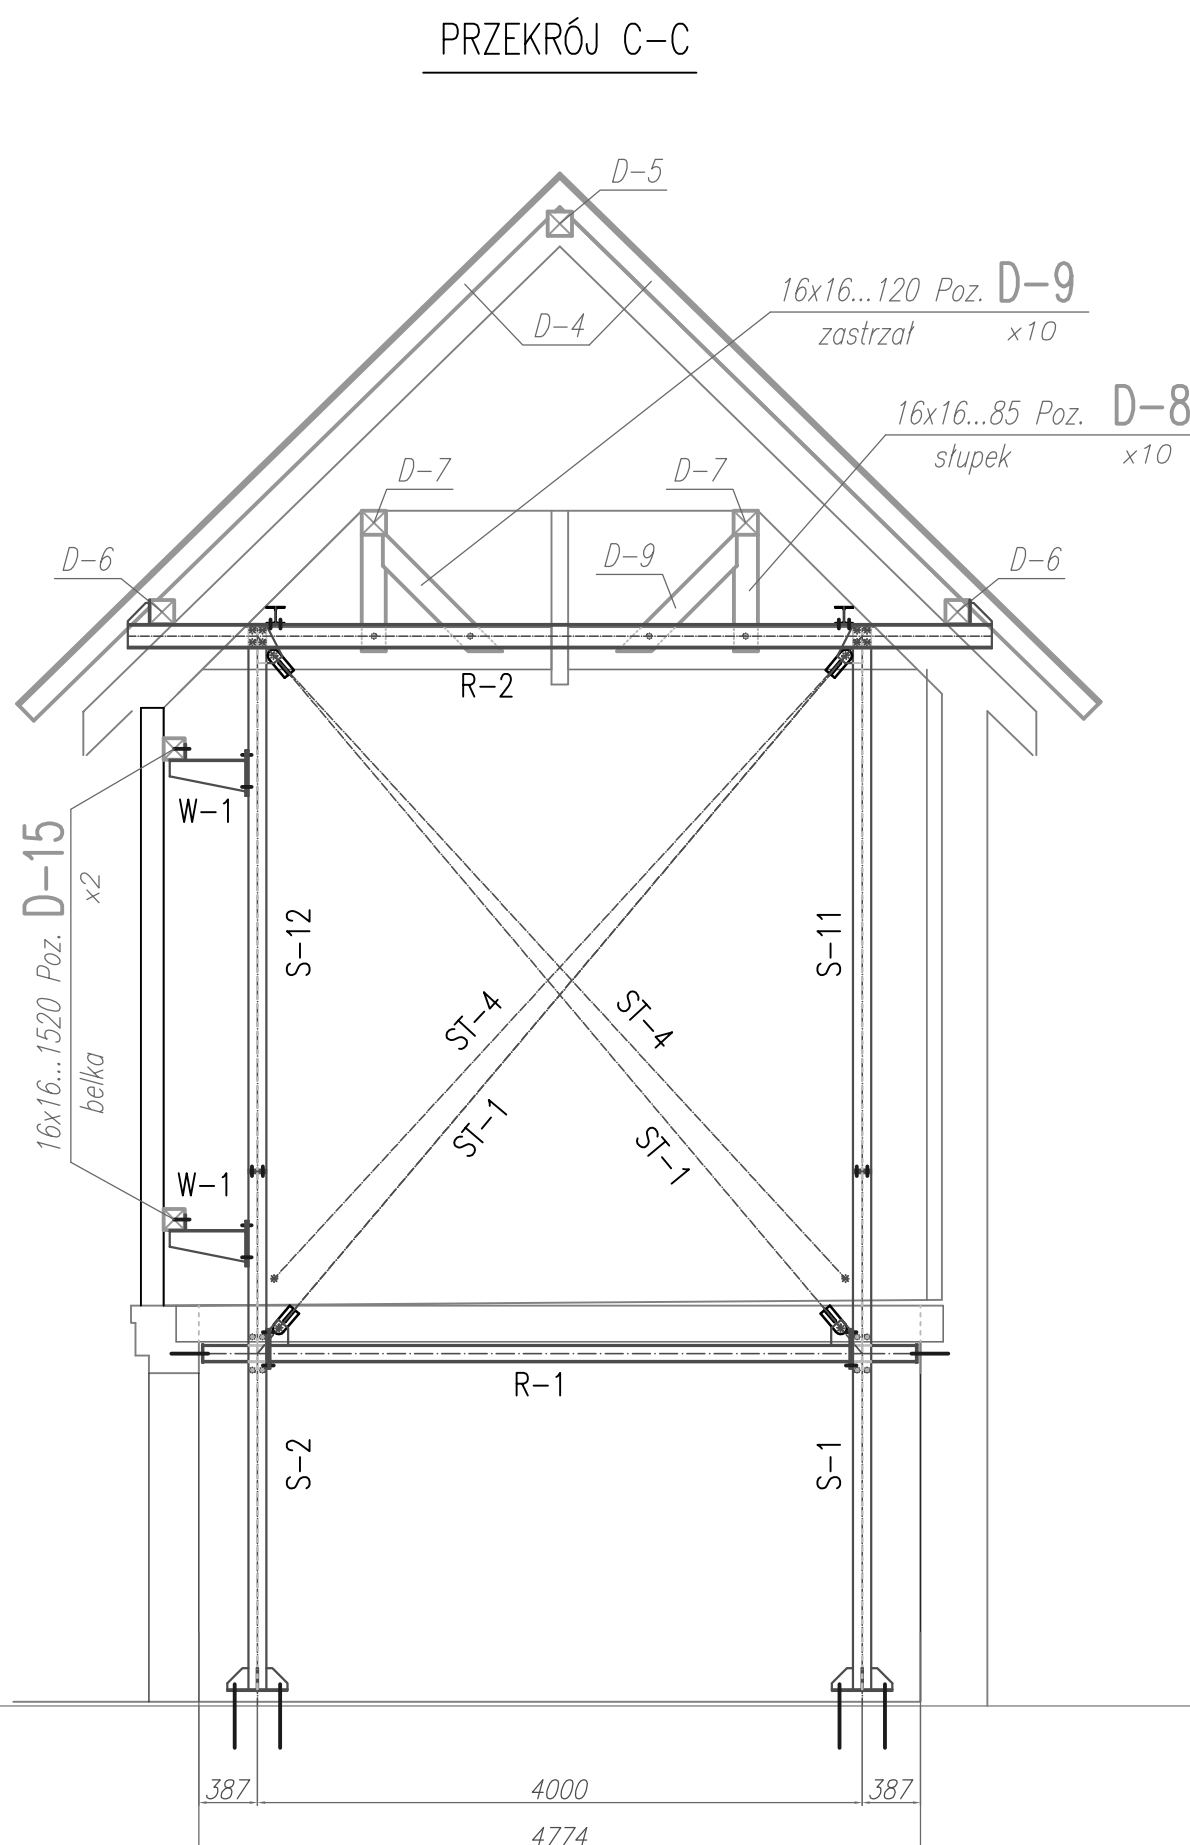 PRZEKRÓJ C-C
D-5
16x16...120 Poz. D-9
zastrzał x10
D-4
16x16...85 Poz. D-8
słupek x10
D-7
D-7
D-6
D-9
D-6
R-2
W-1
16x16...1520 Poz. D-15
belka x2
S-12
S-11
ST-4
ST-4
ST-1
ST-1
W-1
R-1
S-2
S-1
387
4000
387
4774